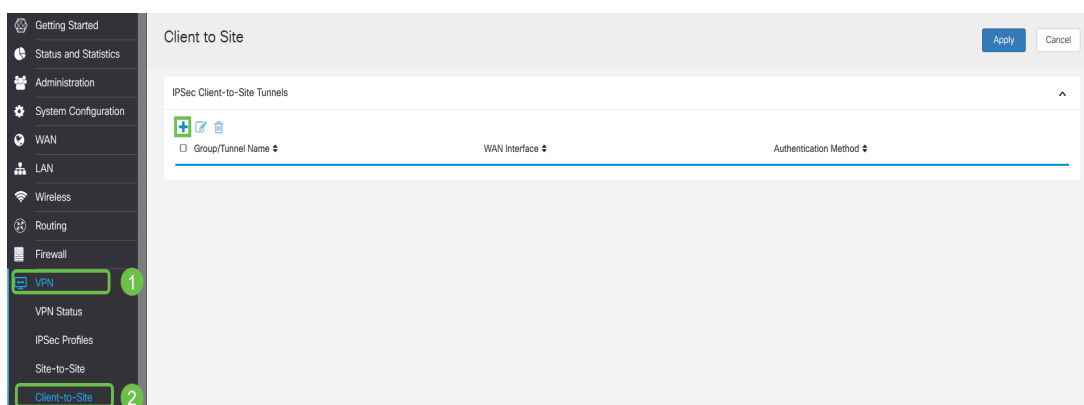 Getting Started
Status and Statistics
Administration
System Configuration
WAN
LAN
Wireless
Routing
Firewall
VPN 1
VPN Status
IPSec Profiles
Site-to-Site
Client-to-Site 2
Client to Site
Apply Cancel
IPSec Client-to-Site Tunnels
Group/Tunnel Name WAN Interface Authentication Method